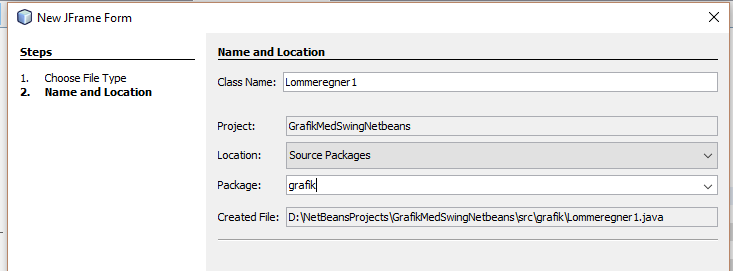 New JFrame Form
Steps
1. Choose File Type
2. Name and Location
Name and Location
Class Name: Lommeregner1
Project: GrafikMedSwingNetbeans
Location: Source Packages
Package: grafik
Created File: D:\NetBeansProjects\GrafikMedSwingNetbeans\src\grafik\Lommeregner1.java